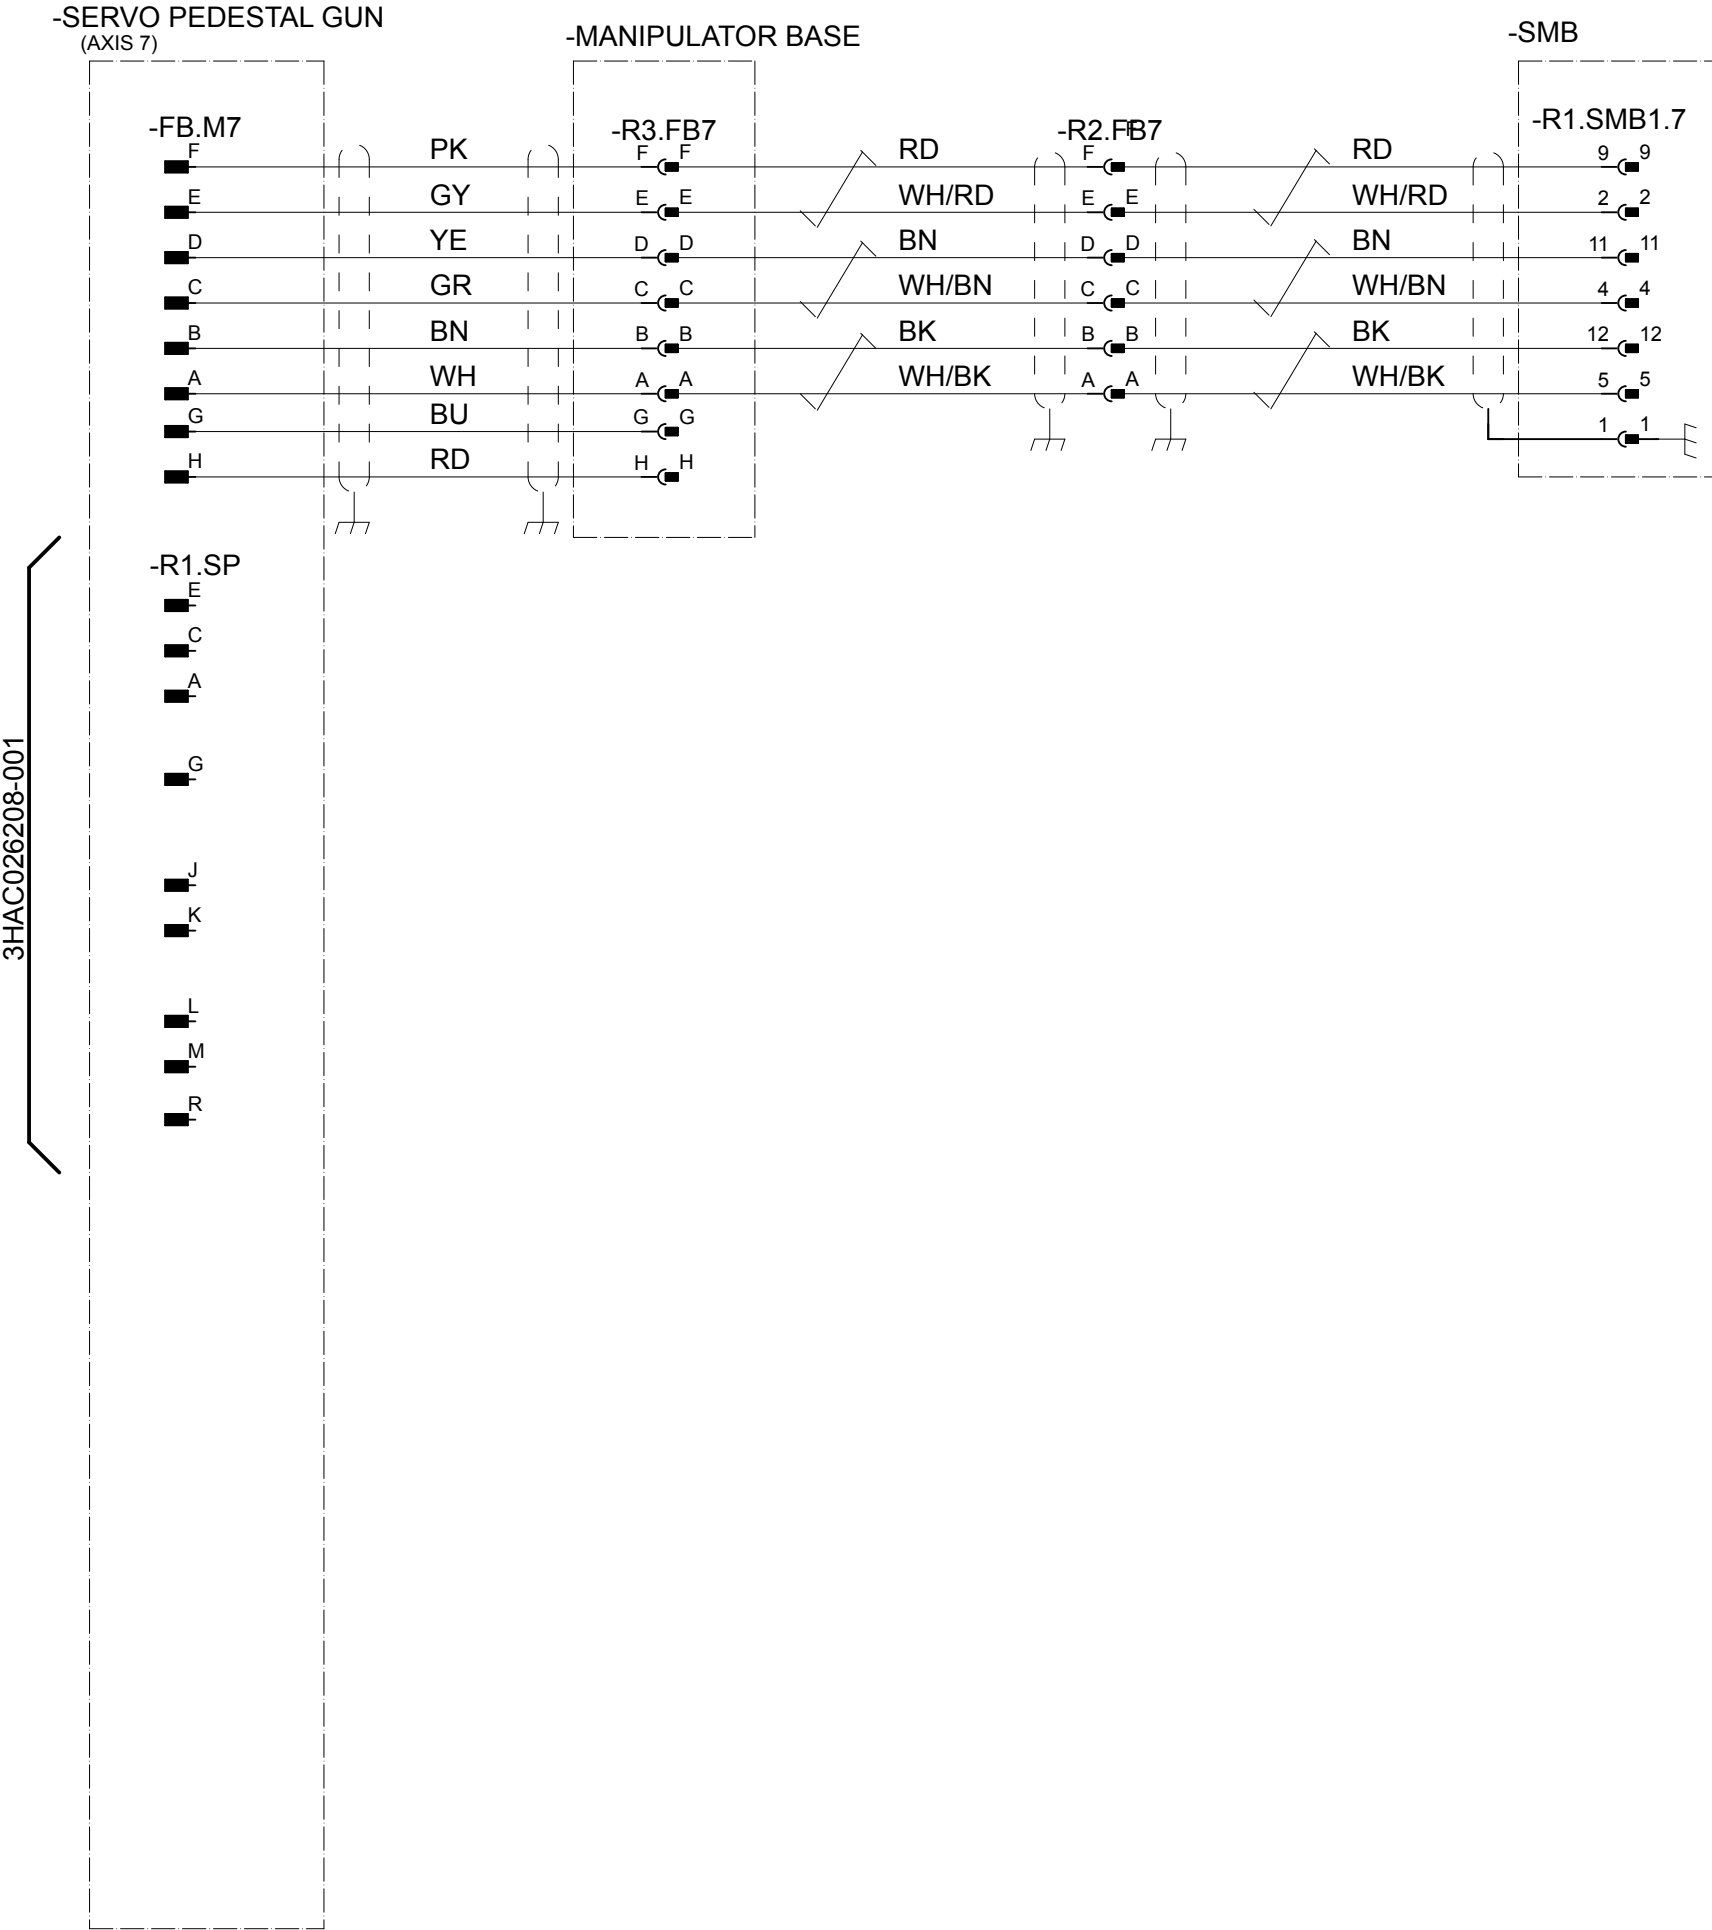 -SERVO PEDESTAL GUN
(AXIS 7)
-MANIPULATOR BASE
-SMB
-FB.M7
-R3.FB7
-R2.FB7
-R1.SMB1.7
F PK F F RD F F RD 9 9
E GY E E WH/RD E E WH/RD 2 2
D YE D D BN D D BN 11 11
C GR C C WH/BN C C WH/BN 4 4
B BN B B BK B B BK 12 12
A WH A A WH/BK A A WH/BK 5 5
G BU G G 1 1
H RD H H
-R1.SP
E
C
A
G
J
K
L
M
R
3HAC026208-001